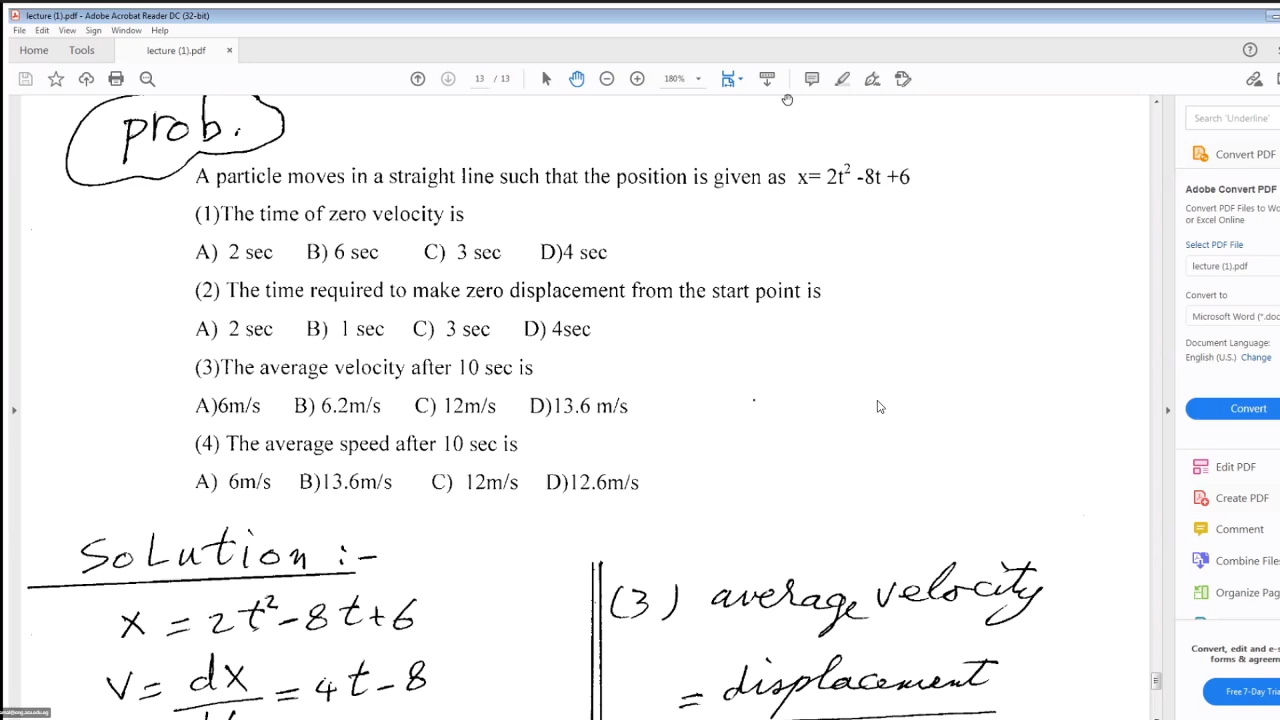 lecture (1).pdf - Adobe Acrobat Reader DC (32-bit)
File Edit View Sign Window Help
Home Tools lecture (1).pdf ×
13 / 13 180%
prob.
A particle moves in a straight line such that the position is given as x= 2t² -8t +6
(1)The time of zero velocity is
A) 2 sec B) 6 sec C) 3 sec D)4 sec
(2) The time required to make zero displacement from the start point is
A) 2 sec B) 1 sec C) 3 sec D) 4sec
(3)The average velocity after 10 sec is
A)6m/s B) 6.2m/s C) 12m/s D)13.6 m/s
(4) The average speed after 10 sec is
A) 6m/s B)13.6m/s C) 12m/s D)12.6m/s
Solution :-
x = 2t²-8t+6
v = dx = 4t-8
(3) average velocity
= displacement
Search 'Underline'
Convert PDF
Adobe Convert PDF
Convert PDF Files to Wo
or Excel Online
Select PDF File
lecture (1).pdf
Convert to
Microsoft Word (*.doc
Document Language:
English (U.S.) Change
Convert
Edit PDF
Create PDF
Comment
Combine Files
Organize Pag
Convert, edit and e-s
forms & agreeme
Free 7-Day Tria